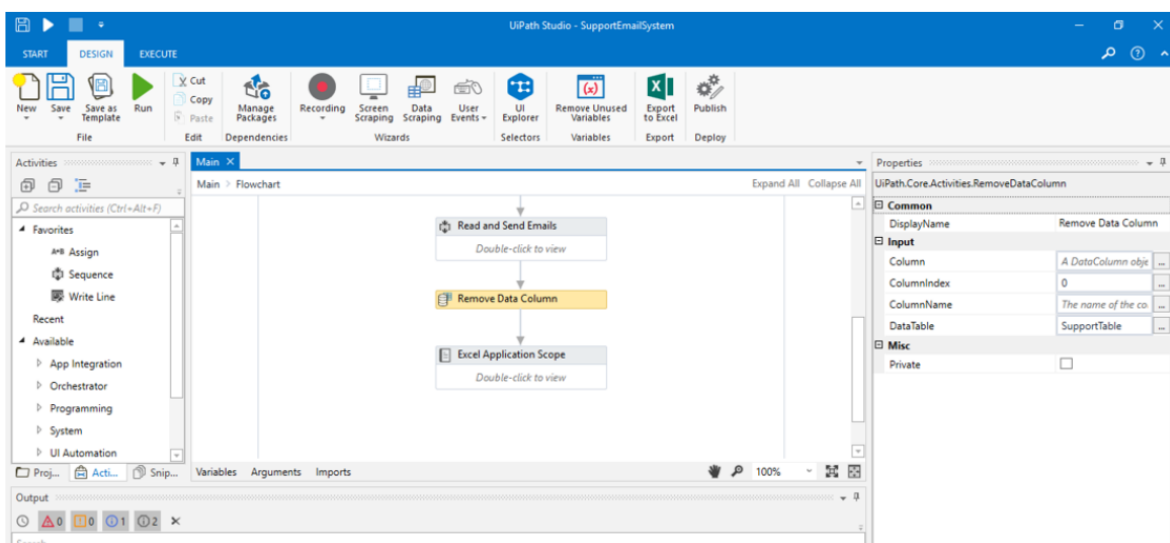 UiPath Studio - SupportEmailSystem
START DESIGN EXECUTE
New
Save
Save as Template
Run
File
Cut
Copy
Paste
Edit
Manage Packages
Dependencies
Recording
Screen Scraping
Data Scraping
User Events
Wizards
UI Explorer
Selectors
Remove Unused Variables
Variables
Export to Excel
Export
Publish
Deploy
Activities
Search activities (Ctrl+Alt+F)
Favorites
A+B Assign
Sequence
Write Line
Recent
Available
App Integration
Orchestrator
Programming
System
UI Automation
Proj... Acti... Snip...
Main
Main > Flowchart
Expand All Collapse All
Read and Send Emails
Double-click to view
Remove Data Column
Excel Application Scope
Double-click to view
Variables Arguments Imports
100%
Properties
UiPath.Core.Activities.RemoveDataColumn
Common
DisplayName Remove Data Column
Input
Column A DataColumn obje ...
ColumnIndex 0 ...
ColumnName The name of the co ...
DataTable SupportTable ...
Misc
Private
Output
0 0 1 2